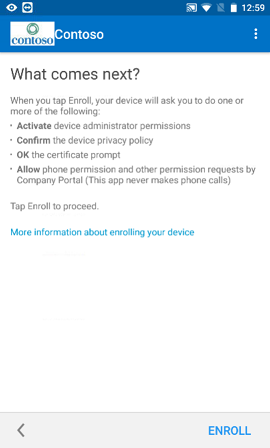 12:59
contoso
Contoso
What comes next?
When you tap Enroll, your device will ask you to do one or
more of the following:
• Activate device administrator permissions
• Confirm the device privacy policy
• OK the certificate prompt
• Allow phone permission and other permission requests by
Company Portal (This app never makes phone calls)
Tap Enroll to proceed.
More information about enrolling your device
ENROLL